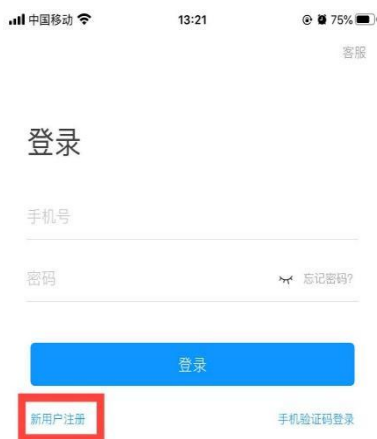 中国移动 13:21 75%
客服
登录
手机号
密码 忘记密码?
登录
新用户注册 手机验证码登录